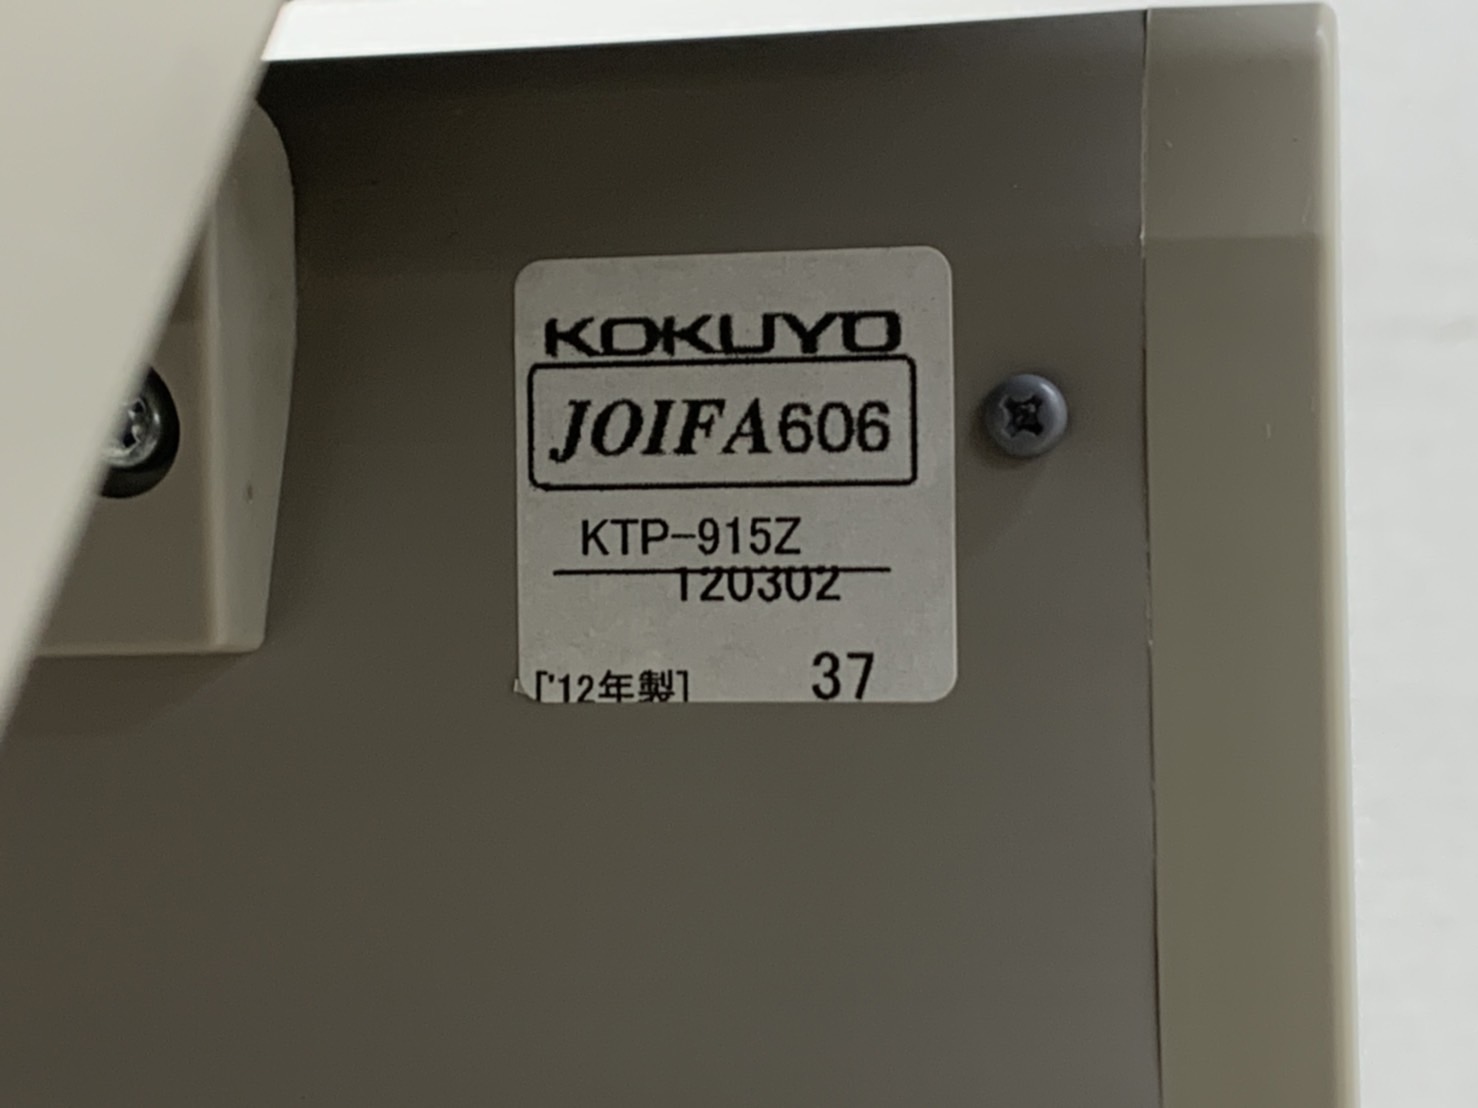 KOKUYO
JOIFA606
KTP-915Z
120302
['12年製] 37